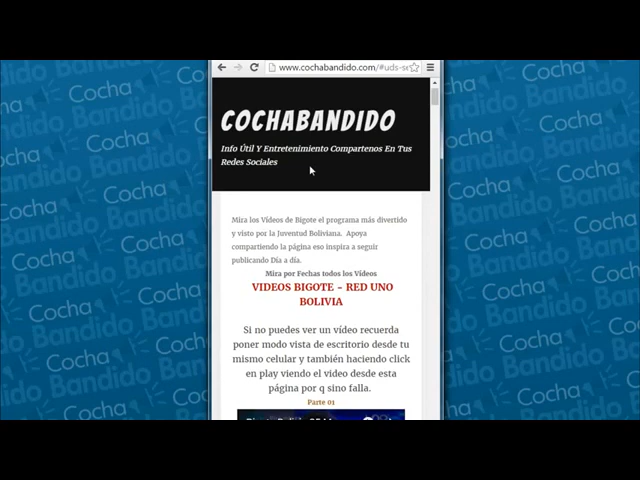 www.cochabandido.com/#uds-se
COCHABANDIDO
Info Útil Y Entretenimiento Compartenos En Tus
Redes Sociales
Mira los Vídeos de Bigote el programa más divertido
y visto por la Juventud Boliviana. Apoya
compartiendo la página eso inspira a seguir
publicando Día a día.
Mira por Fechas todos los Vídeos
VIDEOS BIGOTE – RED UNO
BOLIVIA
Si no puedes ver un vídeo recuerda
poner modo vista de escritorio desde tu
mismo celular y también haciendo click
en play viendo el video desde esta
página por q sino falla.
Parte 01
Cocha
Bandido